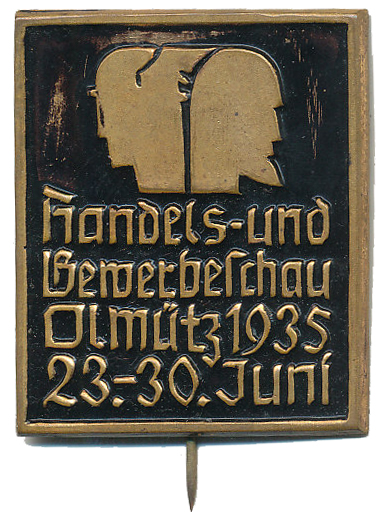 Handels-und
Gewerbeſchau
Olmütz 1935
23.-30. Juni